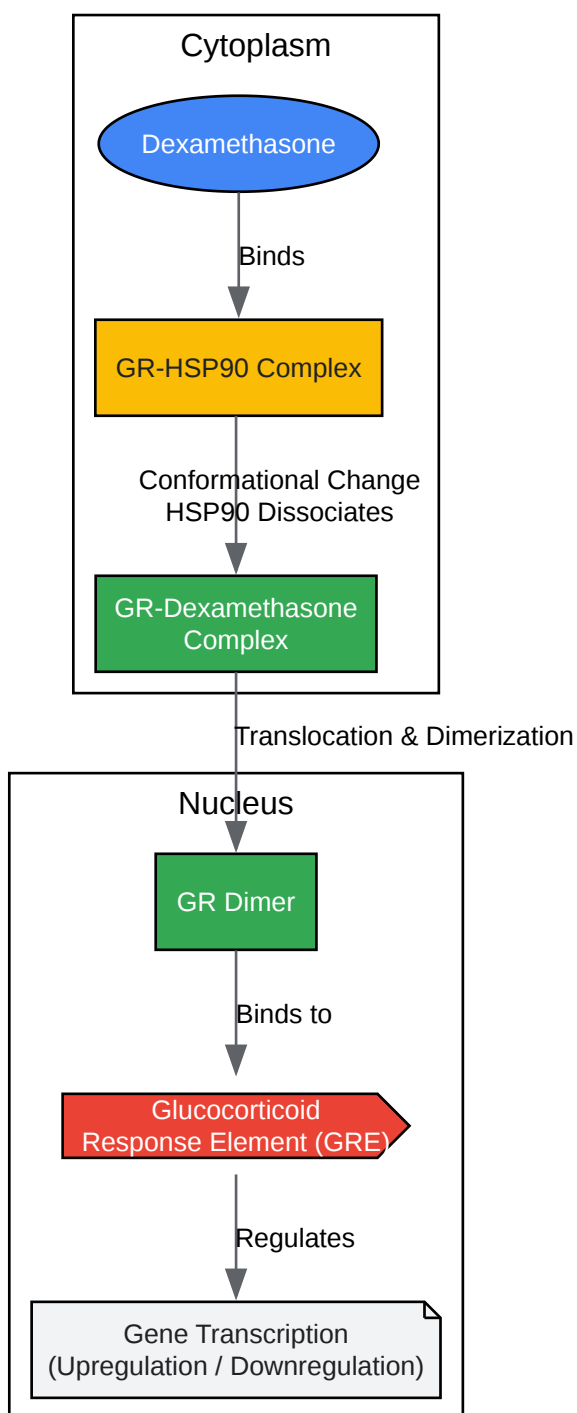 Cytoplasm
Dexamethasone
Binds
GR-HSP90 Complex
Conformational Change
HSP90 Dissociates
GR-Dexamethasone
Complex
Translocation & Dimerization
Nucleus
GR Dimer
Binds to
Glucocorticoid
Response Element (GRE)
Regulates
Gene Transcription
(Upregulation / Downregulation)